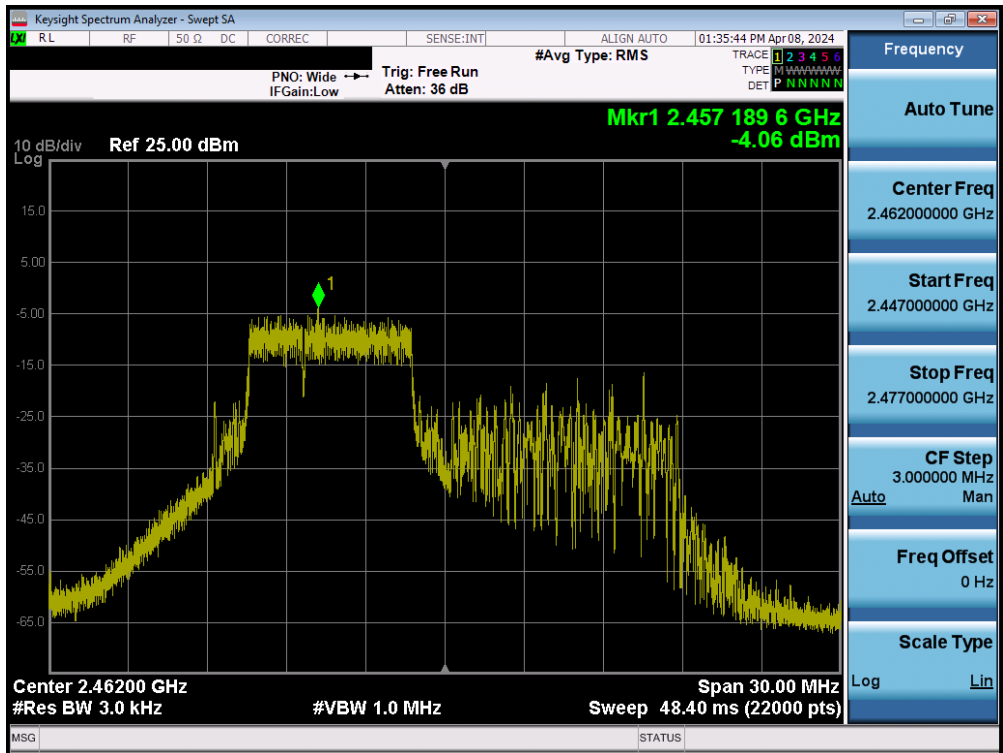 Keysight Spectrum Analyzer - Swept SA
LXI RL RF 50 Ω DC CORREC SENSE:INT ALIGN AUTO 01:35:44 PM Apr 08, 2024
#Avg Type: RMS
TRACE 1 2 3 4 5 6
TYPE M WWWWW
DET P N N N N N
PNO: Wide
IFGain:Low
Trig: Free Run
Atten: 36 dB
Mkr1 2.457 189 6 GHz
-4.06 dBm
10 dB/div Ref 25.00 dBm
Log
15.0
5.00
1
-5.00
-15.0
-25.0
-35.0
-45.0
-55.0
-65.0
Center 2.46200 GHz Span 30.00 MHz
#Res BW 3.0 kHz #VBW 1.0 MHz Sweep 48.40 ms (22000 pts)
MSG STATUS
Frequency
Auto Tune
Center Freq
2.462000000 GHz
Start Freq
2.447000000 GHz
Stop Freq
2.477000000 GHz
CF Step
3.000000 MHz
Auto Man
Freq Offset
0 Hz
Scale Type
Log Lin